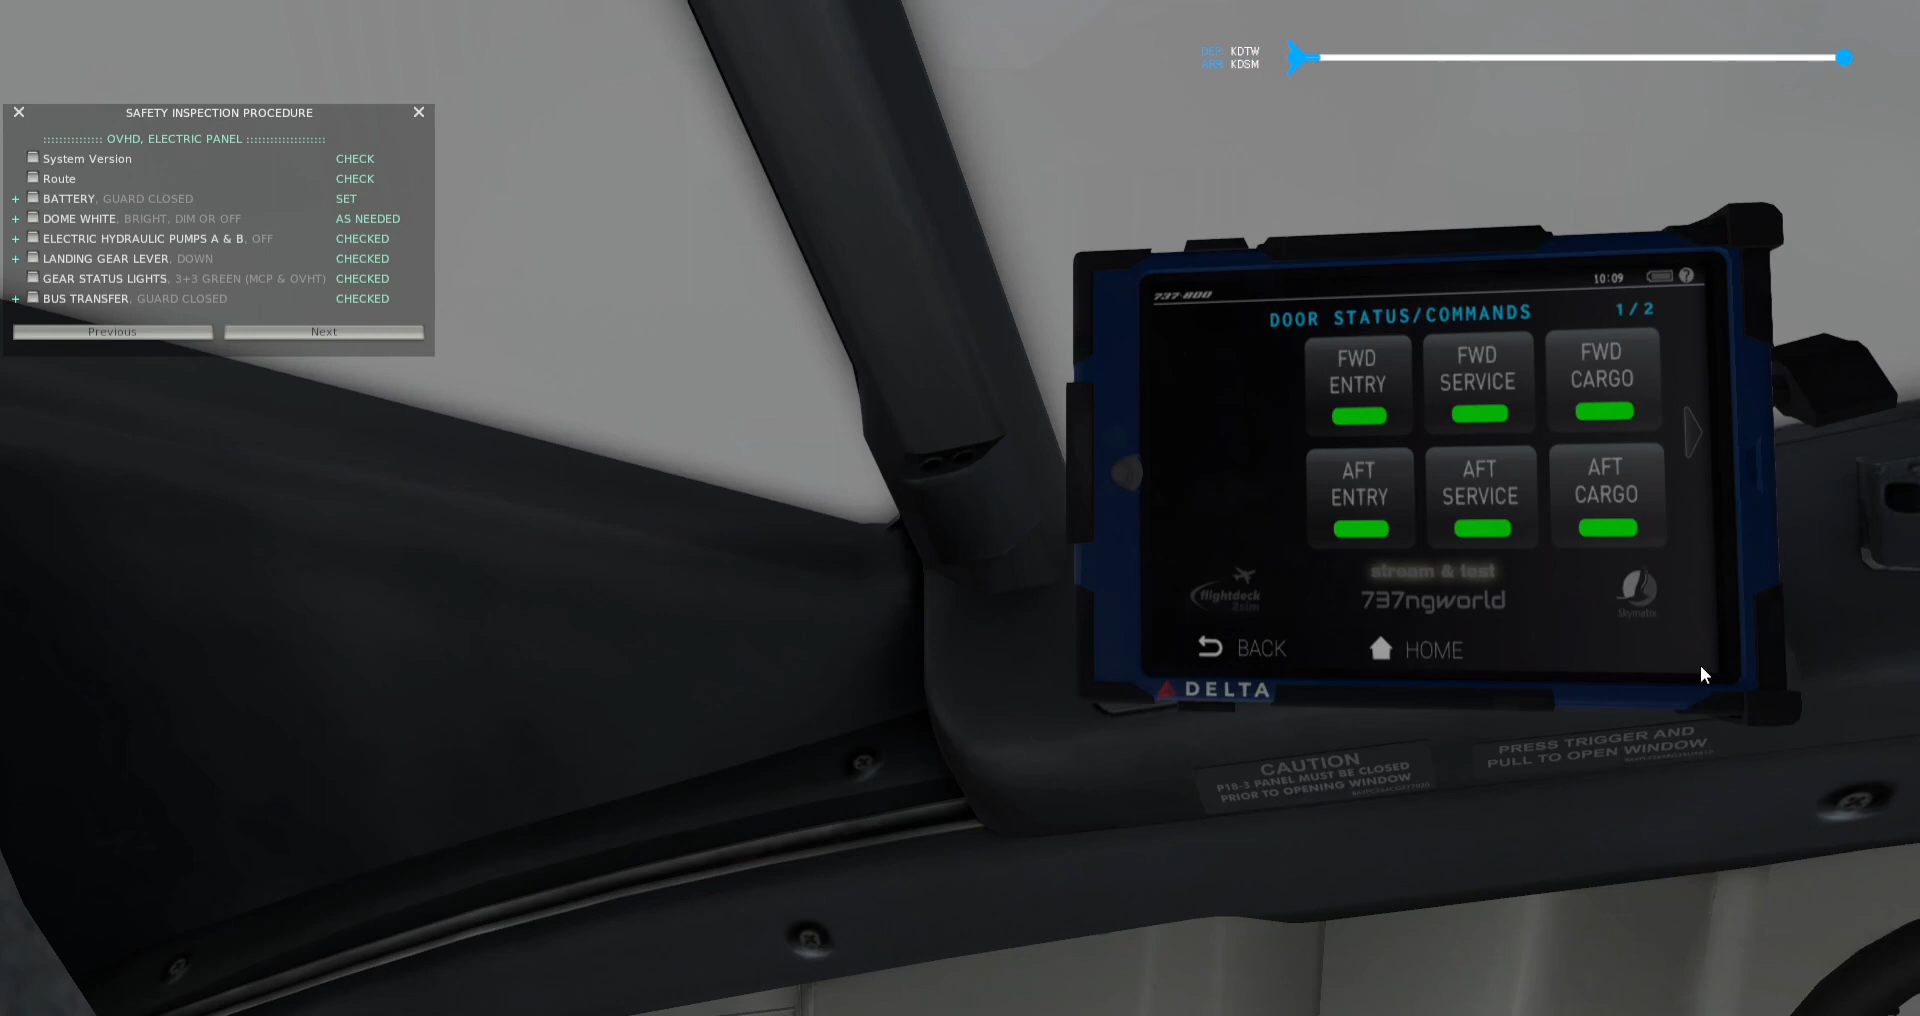 DEP KDTW
ARR KDSM
SAFETY INSPECTION PROCEDURE
::::::::::::::: OVHD, ELECTRIC PANEL ::::::::::::::::::::
System Version CHECK
Route CHECK
+ BATTERY, GUARD CLOSED SET
+ DOME WHITE, BRIGHT, DIM OR OFF AS NEEDED
+ ELECTRIC HYDRAULIC PUMPS A & B, OFF CHECKED
+ LANDING GEAR LEVER, DOWN CHECKED
GEAR STATUS LIGHTS, 3+3 GREEN (MCP & OVHT) CHECKED
+ BUS TRANSFER, GUARD CLOSED CHECKED
Previous Next
737-800 10:09 ?
DOOR STATUS/COMMANDS 1/2
FWD ENTRY
FWD SERVICE
FWD CARGO
AFT ENTRY
AFT SERVICE
AFT CARGO
flightdeck
2sim
stream & test
737ngworld
Skymatix
BACK HOME
DELTA
CAUTION
P18-3 PANEL MUST BE CLOSED
PRIOR TO OPENING WINDOW
PRESS TRIGGER AND
PULL TO OPEN WINDOW